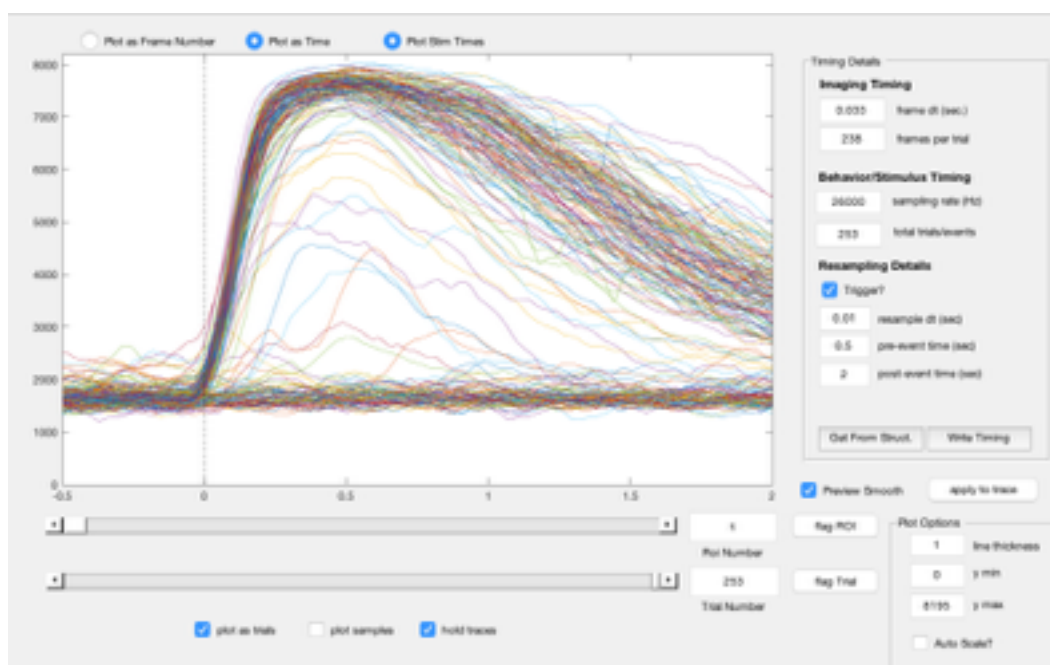 Plot as Frame Number Plot as Time Plot Stim Times
Timing Details
Imaging Timing
0.033 frame dt (sec.)
238 frames per trial
Behavior/Stimulus Timing
26000 sampling rate (Hz)
253 total trials/events
Resampling Details
Trigger?
0.01 resample dt (sec)
0.5 pre-event time (sec)
2 post-event time (sec)
Get From Struct. Write Timing
8000
7000
6000
5000
4000
3000
2000
1000
0
-0.5 0 0.5 1 1.5 2
Preview Smooth apply to trace
1 flag ROI
Roi Number
253 flag Trial
Trial Number
Plot Options
1 line thickness
0 y min
8195 y max
Auto Scale?
plot as trials plot samples hold traces